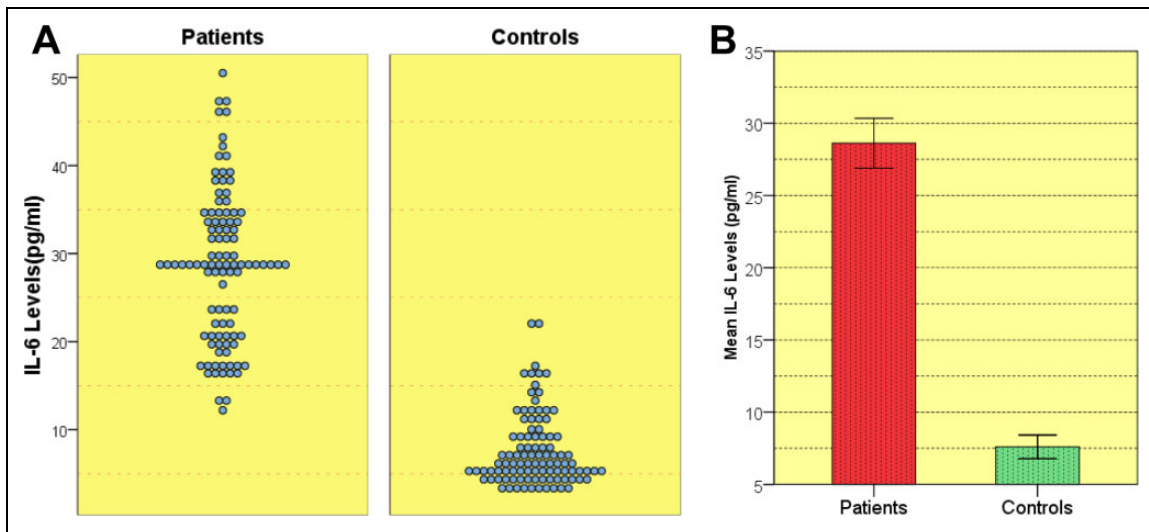 A
Patients
Controls
IL-6 Levels(pg/ml)
50
40
30
20
10
B
Mean IL-6 Levels (pg/ml)
35
30
25
20
15
10
5
Patients
Controls